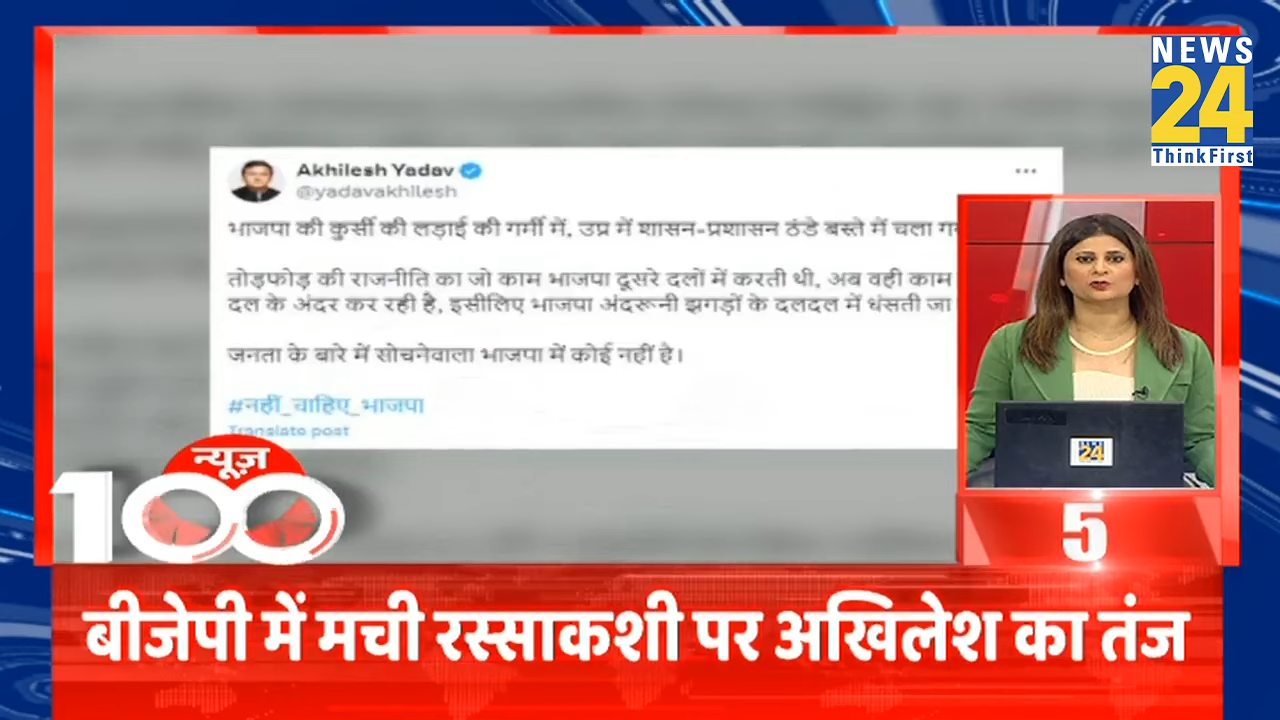 NEWS
24
ThinkFirst
Akhilesh Yadav
@yadavakhilesh
भाजपा की कुर्सी की लड़ाई की गर्मी में, उप्र में शासन-प्रशासन ठंडे बस्ते में चला
तोड़फोड़ की राजनीति का जो काम भाजपा दूसरे दलों में करती थी, अब वही काम
दल के अंदर कर रही है, इसीलिए भाजपा अंदरूनी झगड़ों के दलदल में धंसती जा
जनता के बारे में सोचनेवाला भाजपा में कोई नहीं है।
#नहीं_चाहिए_भाजपा
Translate post
24
न्यूज़
100
5
बीजेपी में मची रस्साकशी पर अखिलेश का तंज